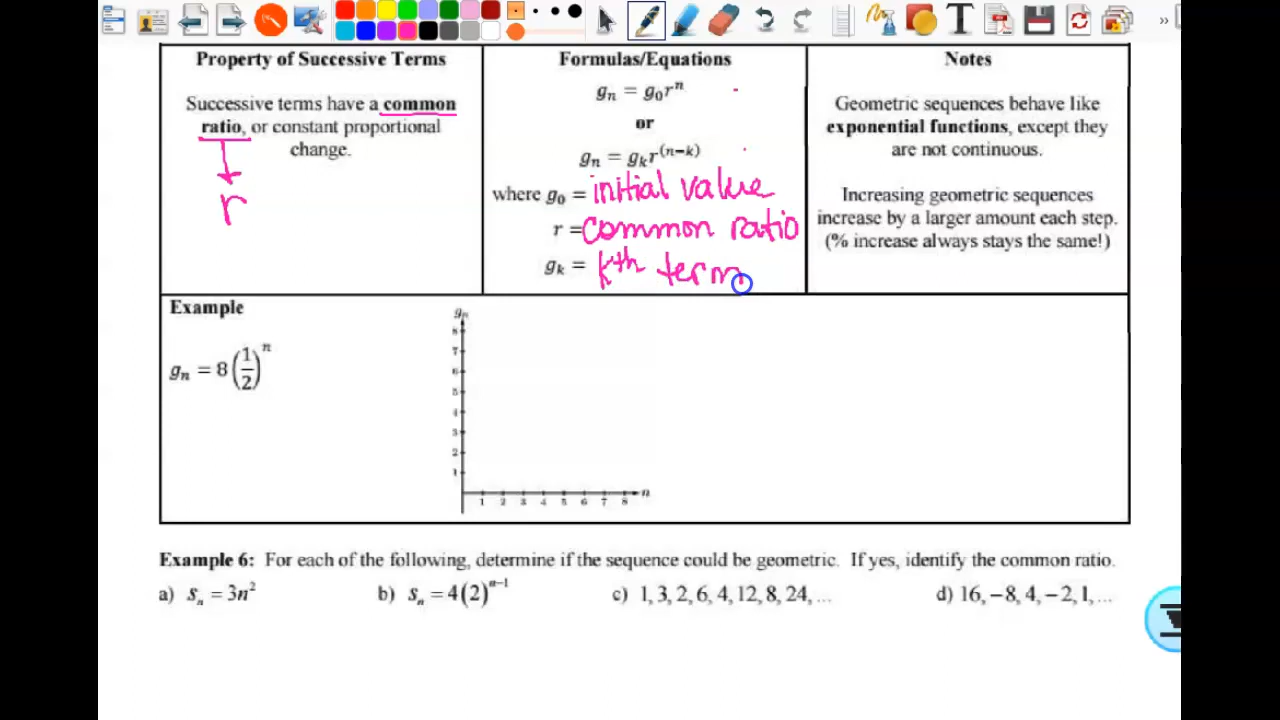 Property of Successive Terms
Successive terms have a common
ratio, or constant proportional
change.
r
Formulas/Equations
gₙ = g₀rⁿ
or
gₙ = gₖr⁽ⁿ⁻ᵏ⁾
where g₀ = initial value
r = common ratio
gₖ = kᵗʰ term
Notes
Geometric sequences behave like
exponential functions, except they
are not continuous.
Increasing geometric sequences
increase by a larger amount each step.
(% increase always stays the same!)
Example
gₙ = 8(1/2)ⁿ
gₙ
8
7
6
5
4
3
2
1
1 2 3 4 5 6 7 8 n
Example 6: For each of the following, determine if the sequence could be geometric. If yes, identify the common ratio.
a) Sₙ = 3n² b) Sₙ = 4(2)ⁿ⁻¹ c) 1, 3, 2, 6, 4, 12, 8, 24, ... d) 16, −8, 4, −2, 1, ...